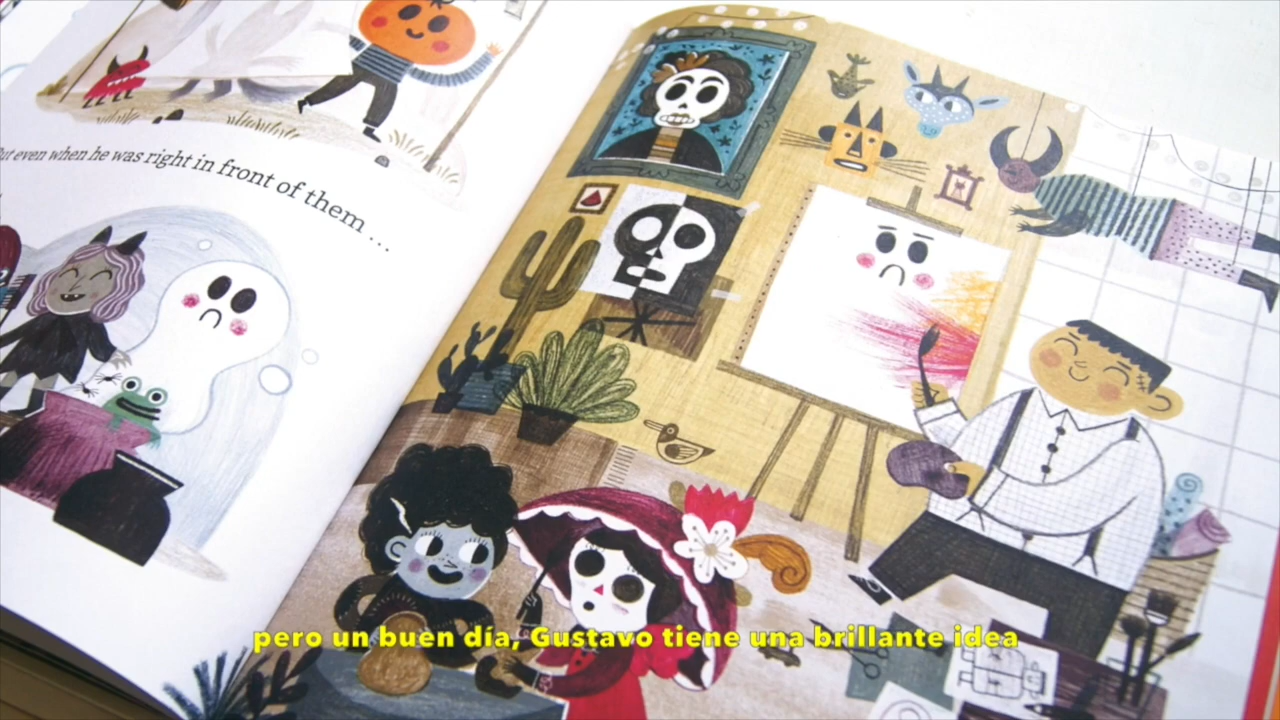 But even when he was right in front of them ...
pero un buen día, Gustavo tiene una brillante idea